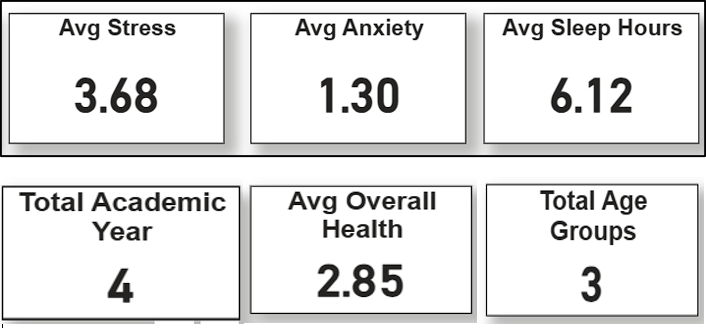 Avg Stress
3.68
Avg Anxiety
1.30
Avg Sleep Hours
6.12
Total Academic
Year
4
Avg Overall
Health
2.85
Total Age
Groups
3